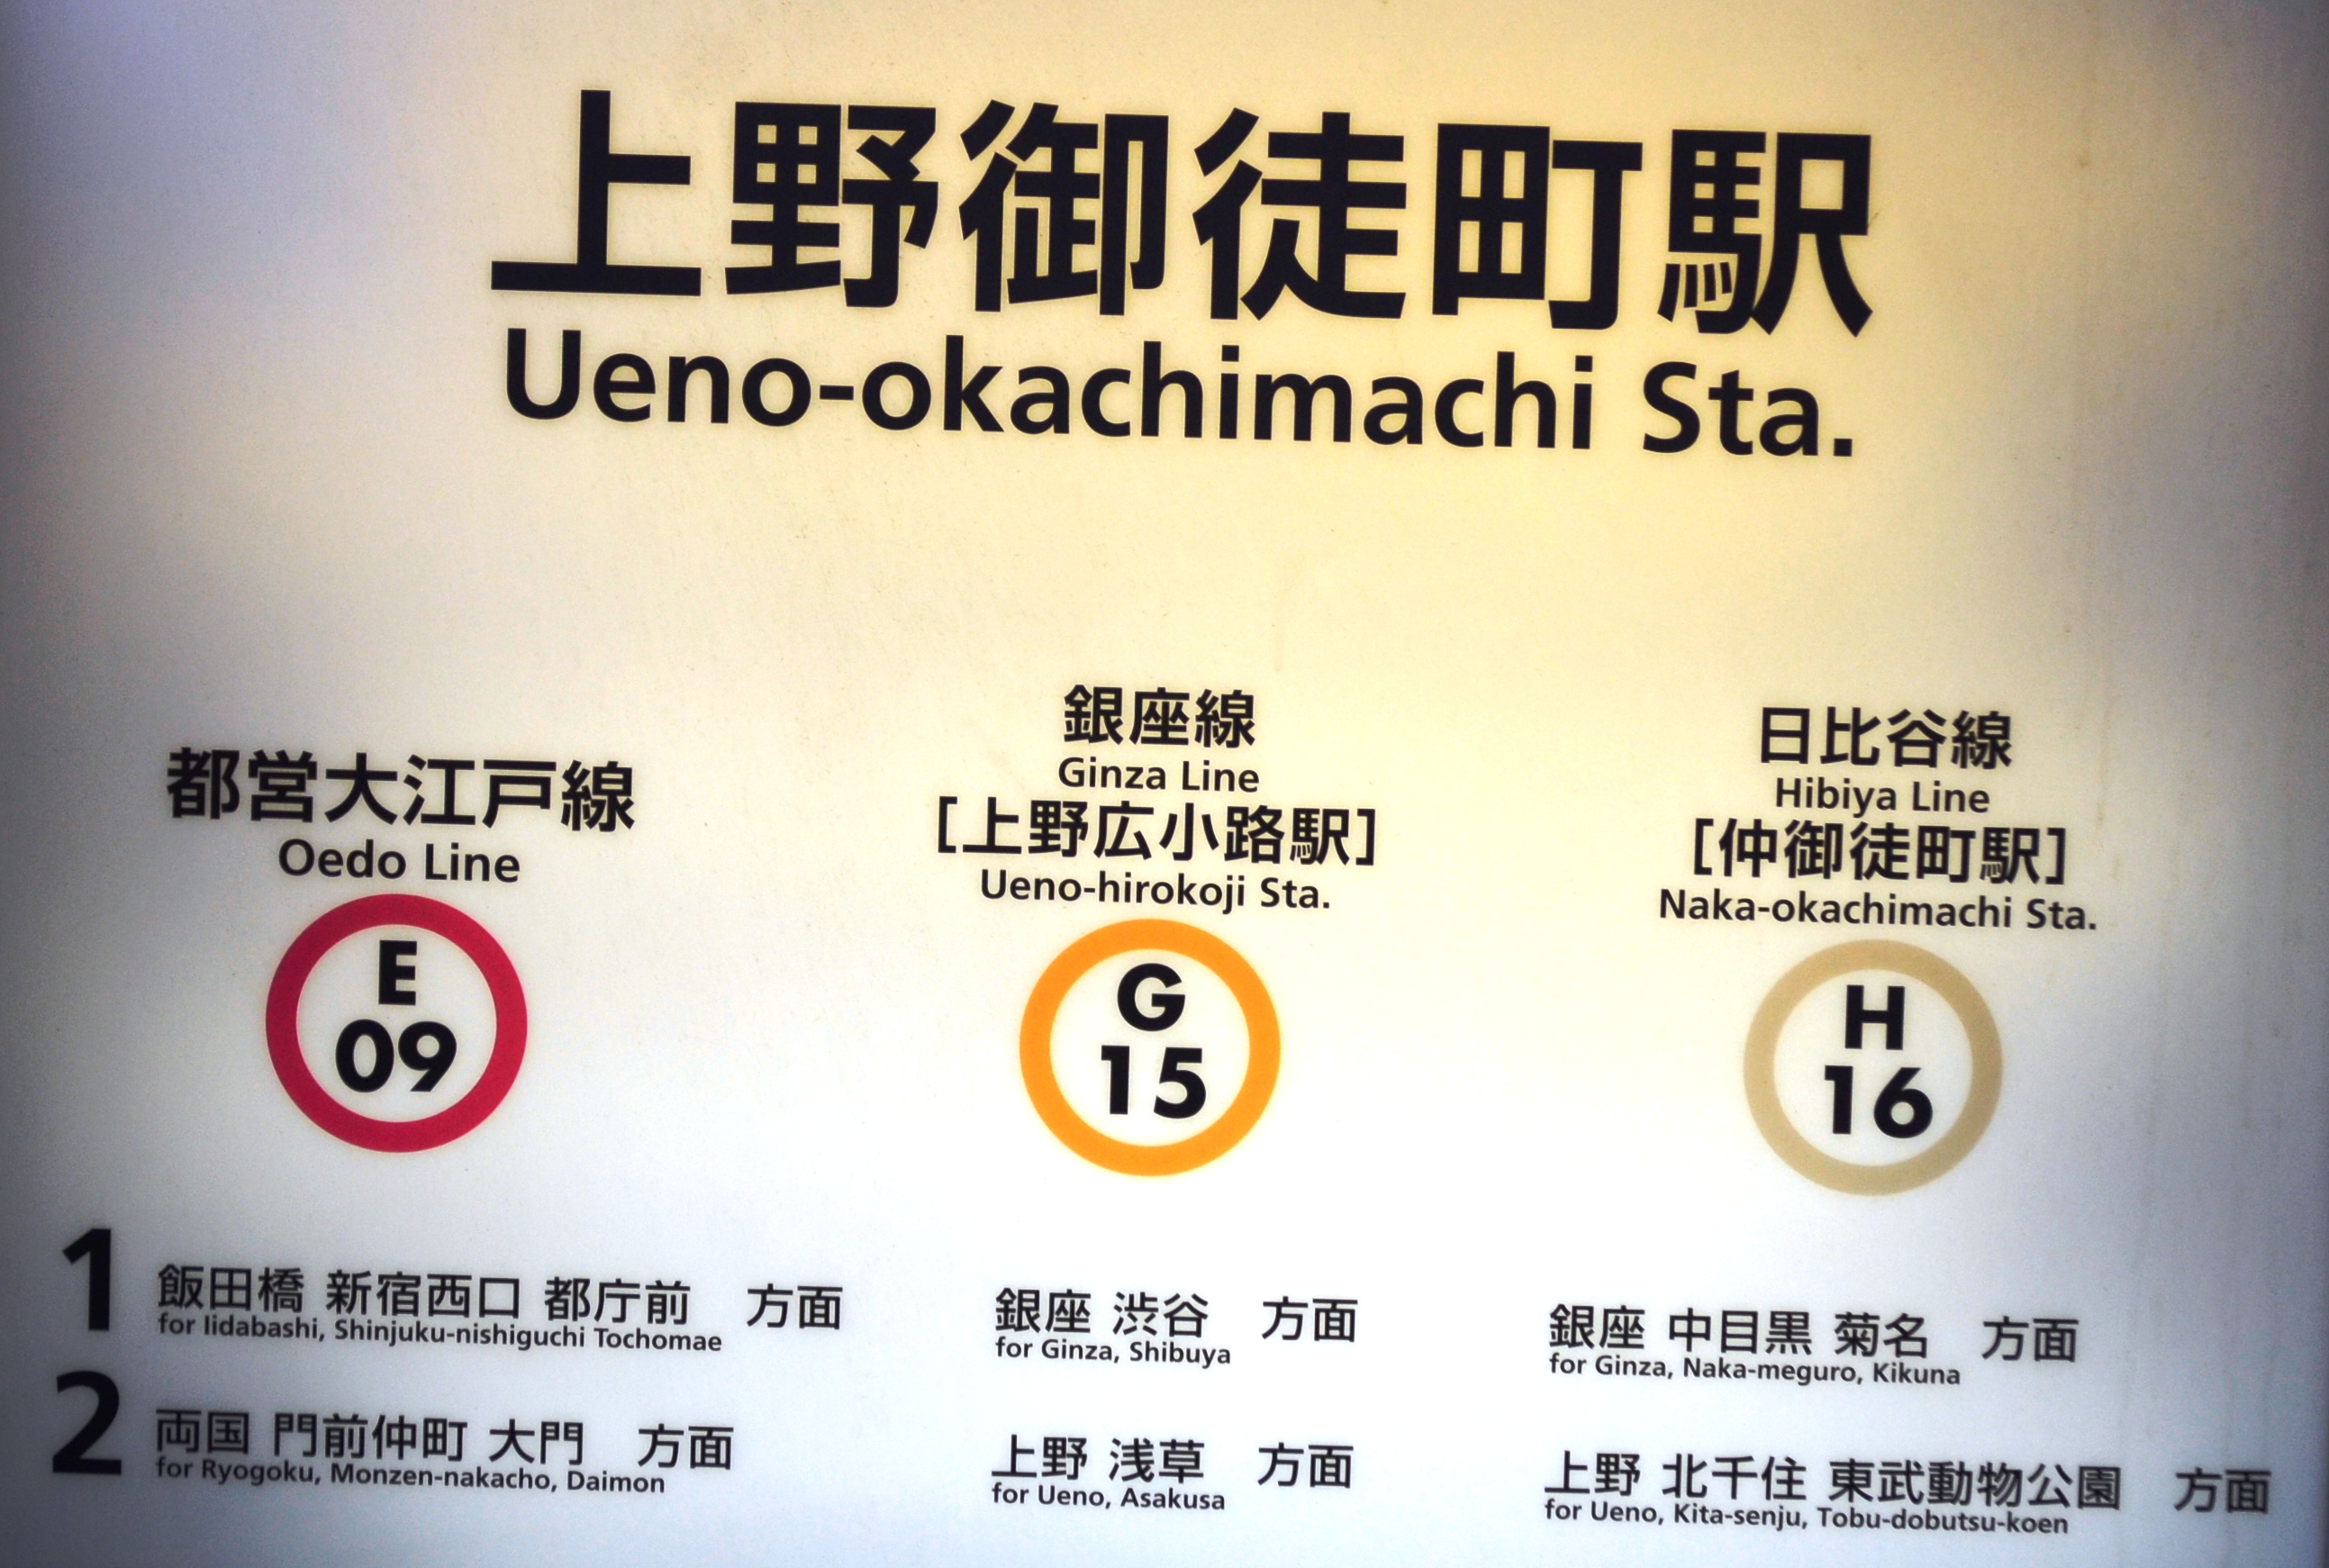 上野御徒町駅
Ueno-okachimachi Sta.
都営大江戸線
Oedo Line
E
09
銀座線
Ginza Line
[上野広小路駅]
Ueno-hirokoji Sta.
G
15
日比谷線
Hibiya Line
[仲御徒町駅]
Naka-okachimachi Sta.
H
16
1
飯田橋 新宿西口 都庁前 方面
for Iidabashi, Shinjuku-nishiguchi Tochomae
2
両国 門前仲町 大門 方面
for Ryogoku, Monzen-nakacho, Daimon
銀座 渋谷 方面
for Ginza, Shibuya
上野 浅草 方面
for Ueno, Asakusa
銀座 中目黒 菊名 方面
for Ginza, Naka-meguro, Kikuna
上野 北千住 東武動物公園 方面
for Ueno, Kita-senju, Tobu-dobutsu-koen